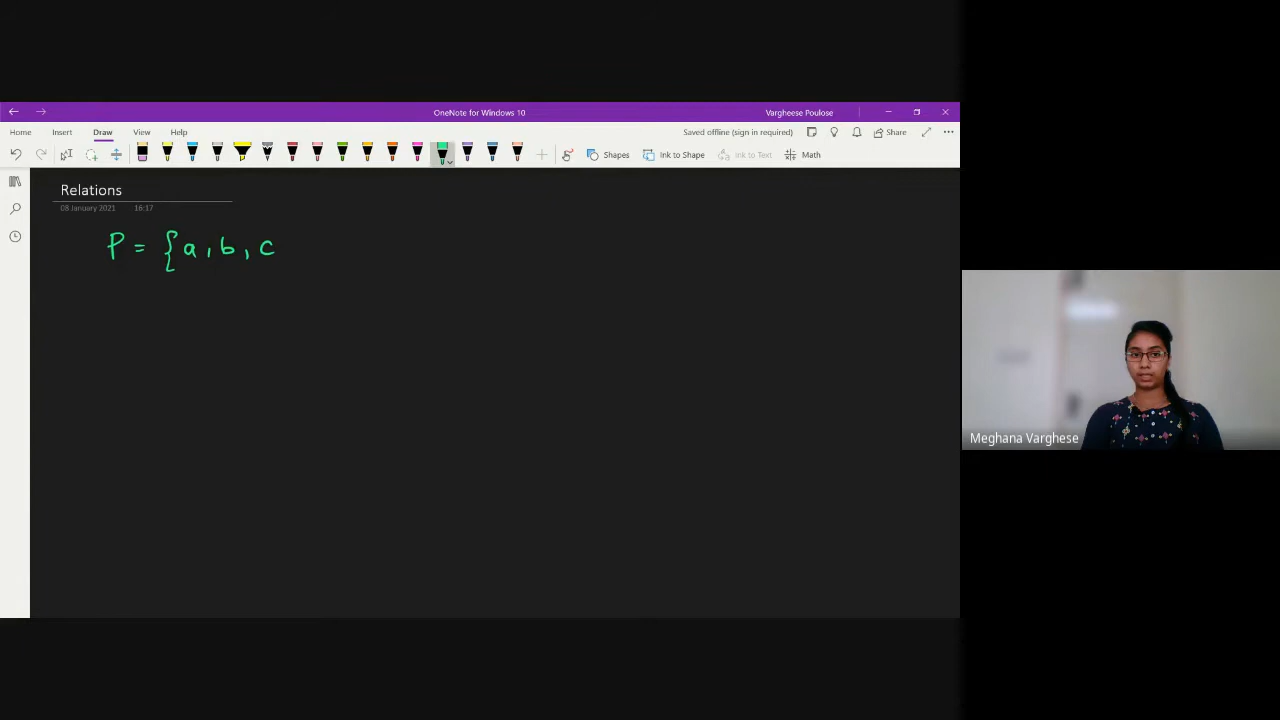 OneNote for Windows 10
Vargheese Poulose
Home Insert Draw View Help
Saved offline (sign in required)
Share
Shapes Ink to Shape Ink to Text Math
Relations
08 January 2021 16:17
P = {a, b, c
Meghana Varghese